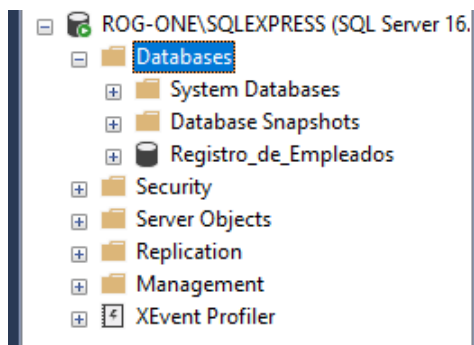 ROG-ONE\SQLEXPRESS (SQL Server 16.
Databases
System Databases
Database Snapshots
Registro_de_Empleados
Security
Server Objects
Replication
Management
XEvent Profiler